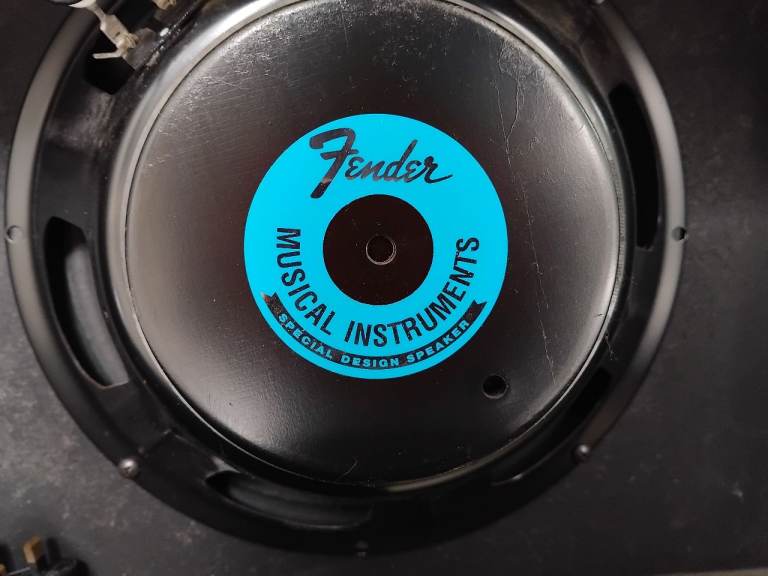 Fender
MUSICAL INSTRUMENTS
SPECIAL DESIGN SPEAKER